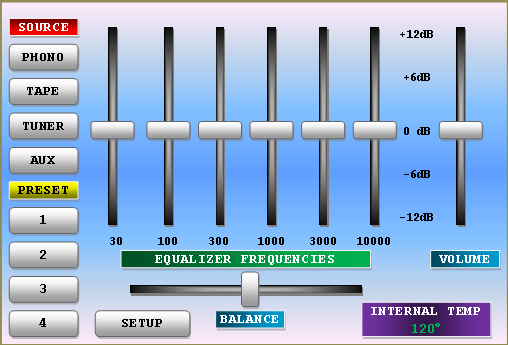 SOURCE
PHONO
TAPE
TUNER
AUX
PRESET
1
2
3
4
+12dB
+6dB
0 dB
-6dB
-12dB
30 100 300 1000 3000 10000
EQUALIZER FREQUENCIES
VOLUME
BALANCE
SETUP
INTERNAL TEMP
120°